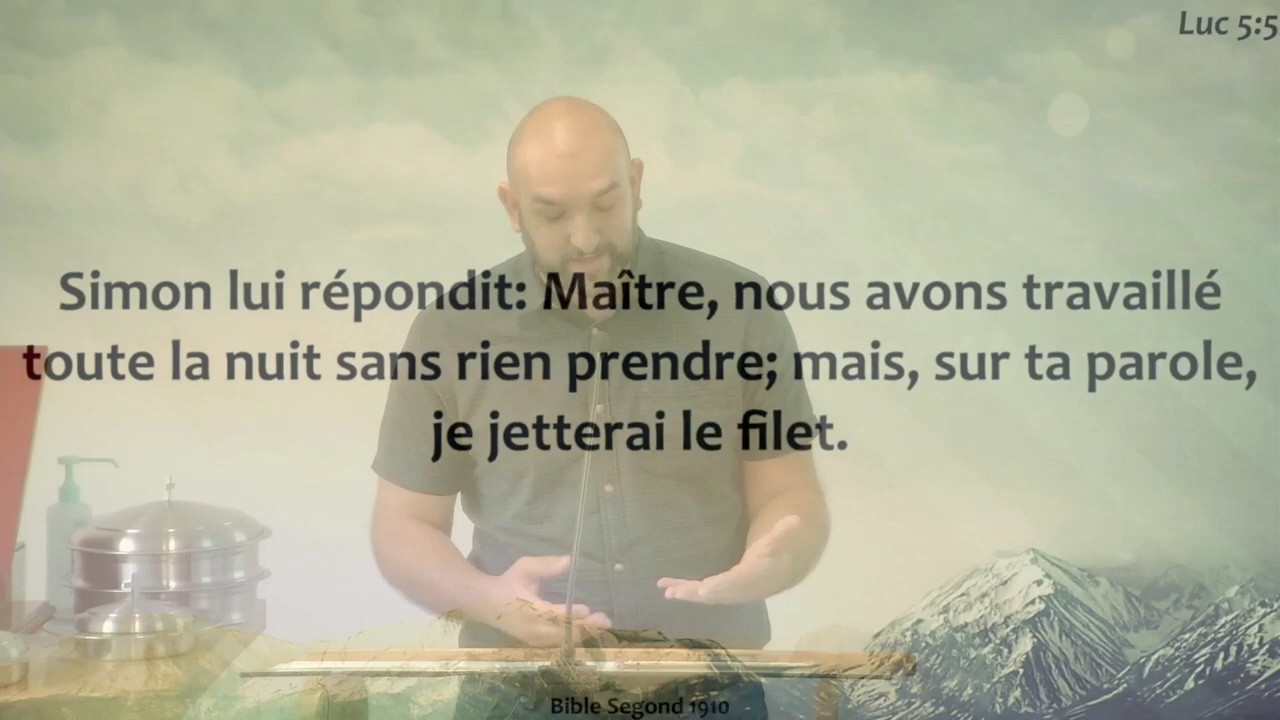 Luc 5:5
Simon lui répondit: Maître, nous avons travaillé
toute la nuit sans rien prendre; mais, sur ta parole,
je jetterai le filet.
Bible Segond 1910